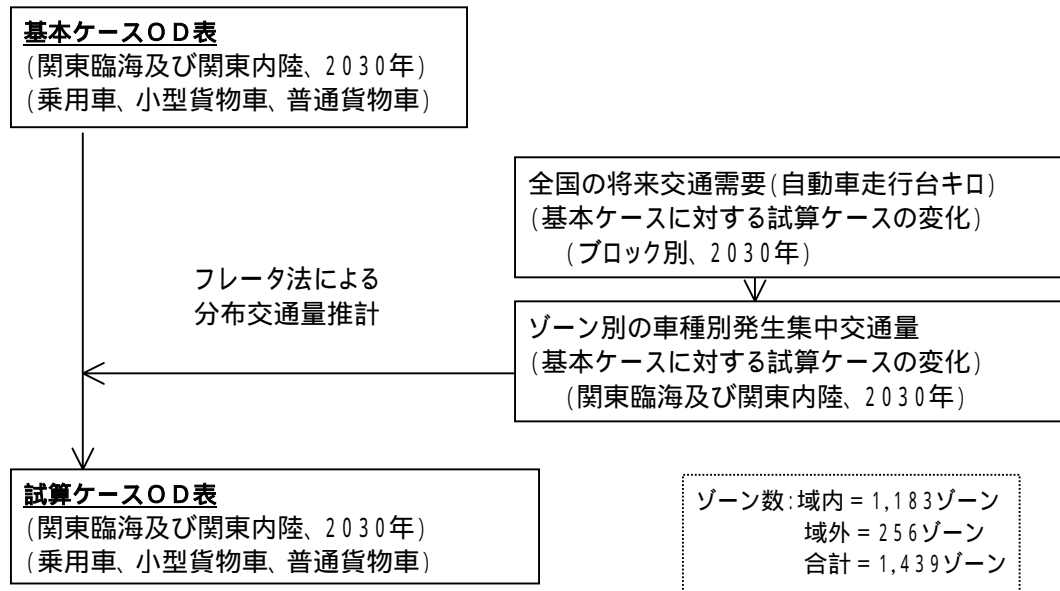 基本ケースＯＤ表
(関東臨海及び関東内陸、2030年)
(乗用車、小型貨物車、普通貨物車)
全国の将来交通需要(自動車走行台キロ)
(基本ケースに対する試算ケースの変化)
(ブロック別、2030年)
フレータ法による
分布交通量推計
ゾーン別の車種別発生集中交通量
(基本ケースに対する試算ケースの変化)
(関東臨海及び関東内陸、2030年)
試算ケースＯＤ表
(関東臨海及び関東内陸、2030年)
(乗用車、小型貨物車、普通貨物車)
ゾーン数:域内=1,183ゾーン
域外=256ゾーン
合計=1,439ゾーン